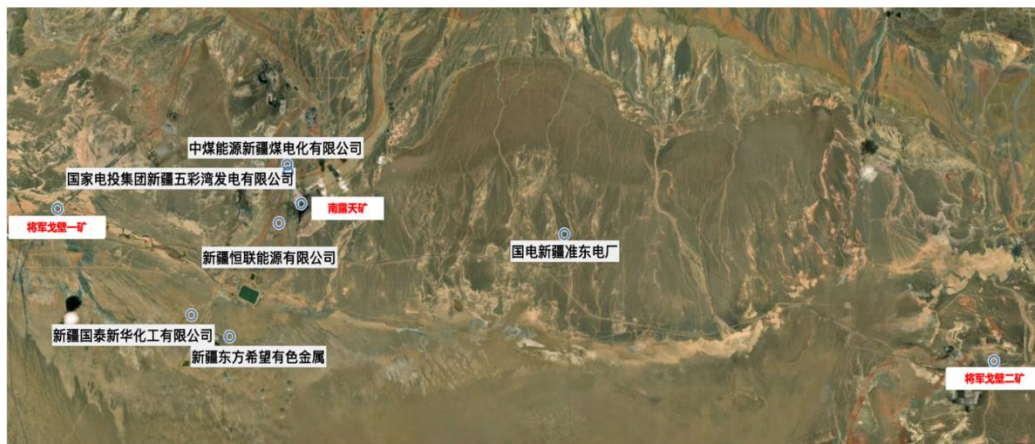 中煤能源新疆煤电化有限公司
国家电投集团新疆五彩湾发电有限公司
南露天矿
将军戈壁一矿
新疆恒联能源有限公司
国电新疆准东电厂
新疆国泰新华化工有限公司
新疆东方希望有色金属
将军戈壁二矿